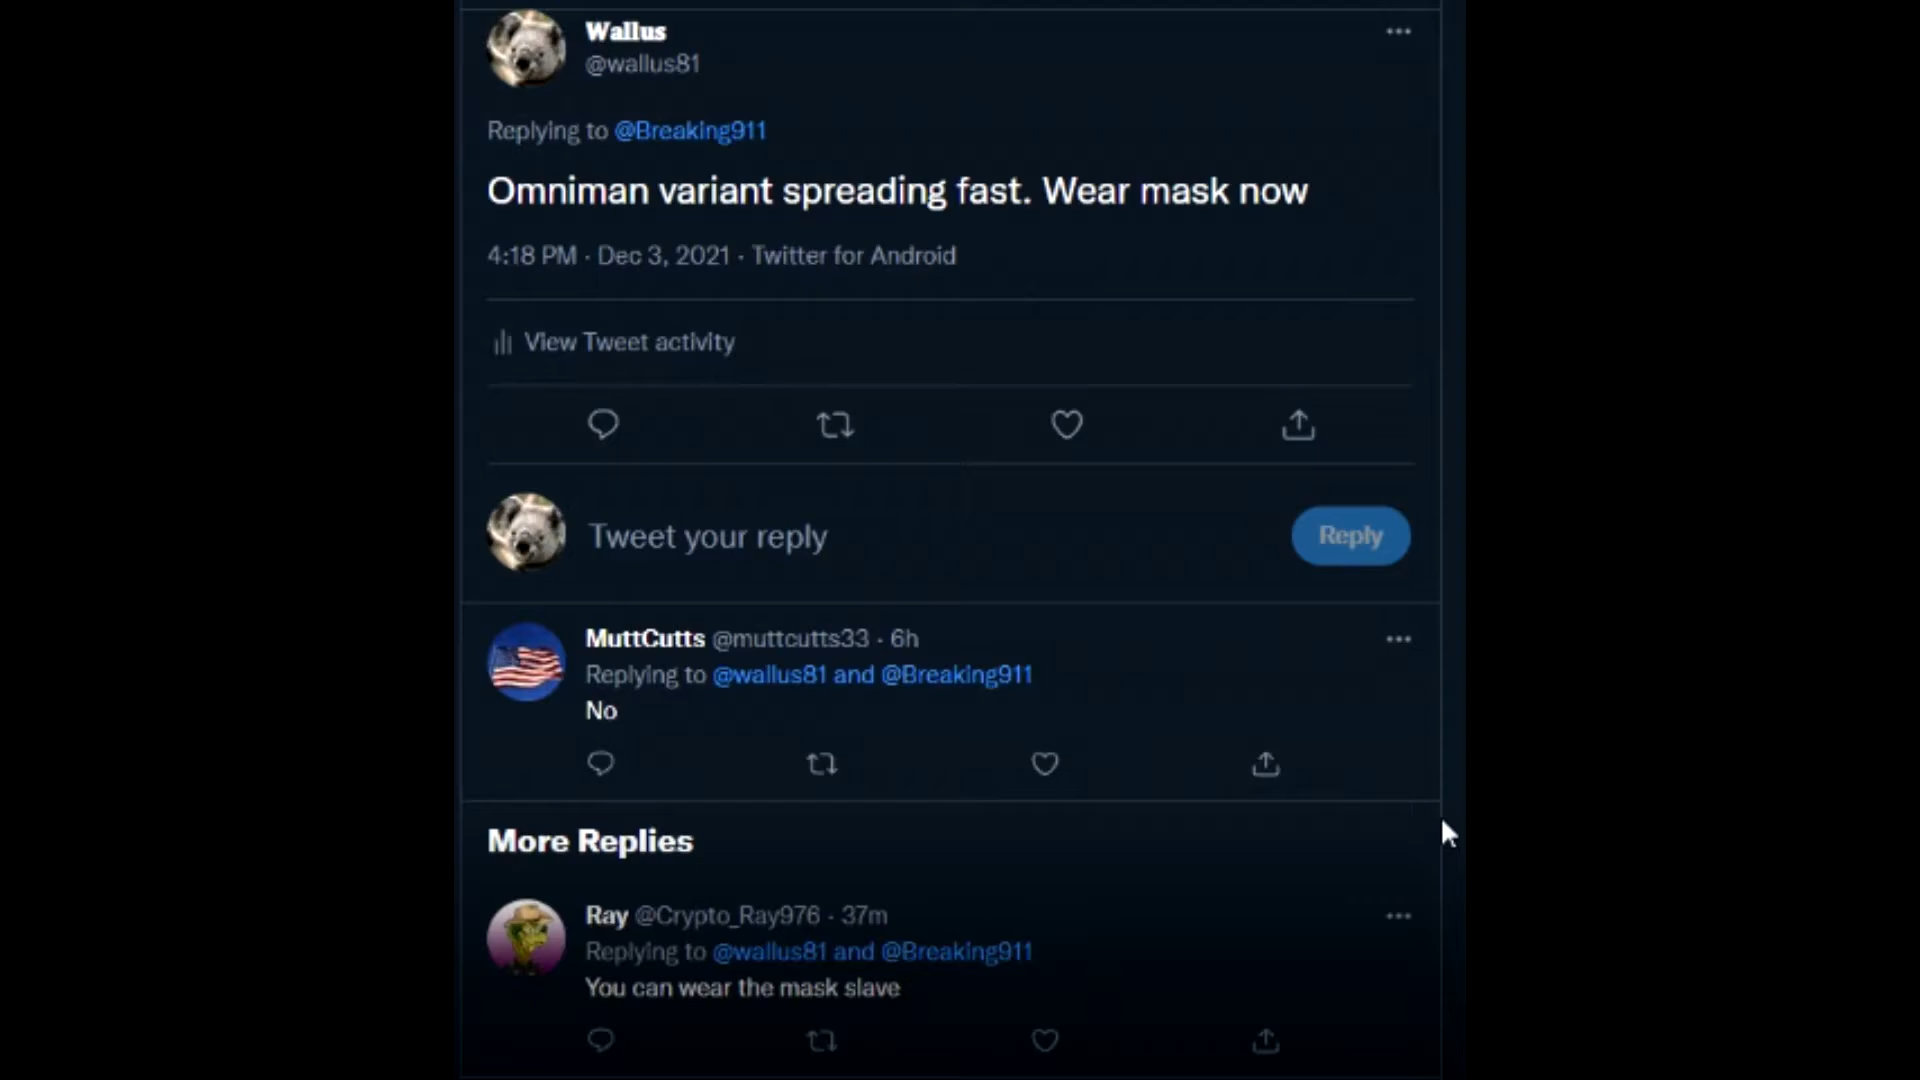 Wallus
@wallus81
Replying to @Breaking911
Omniman variant spreading fast. Wear mask now
4:18 PM · Dec 3, 2021 · Twitter for Android
View Tweet activity
Tweet your reply
Reply
MuttCutts @muttcutts33 · 6h
Replying to @wallus81 and @Breaking911
No
More Replies
Ray @Crypto_Ray976 · 37m
Replying to @wallus81 and @Breaking911
You can wear the mask slave